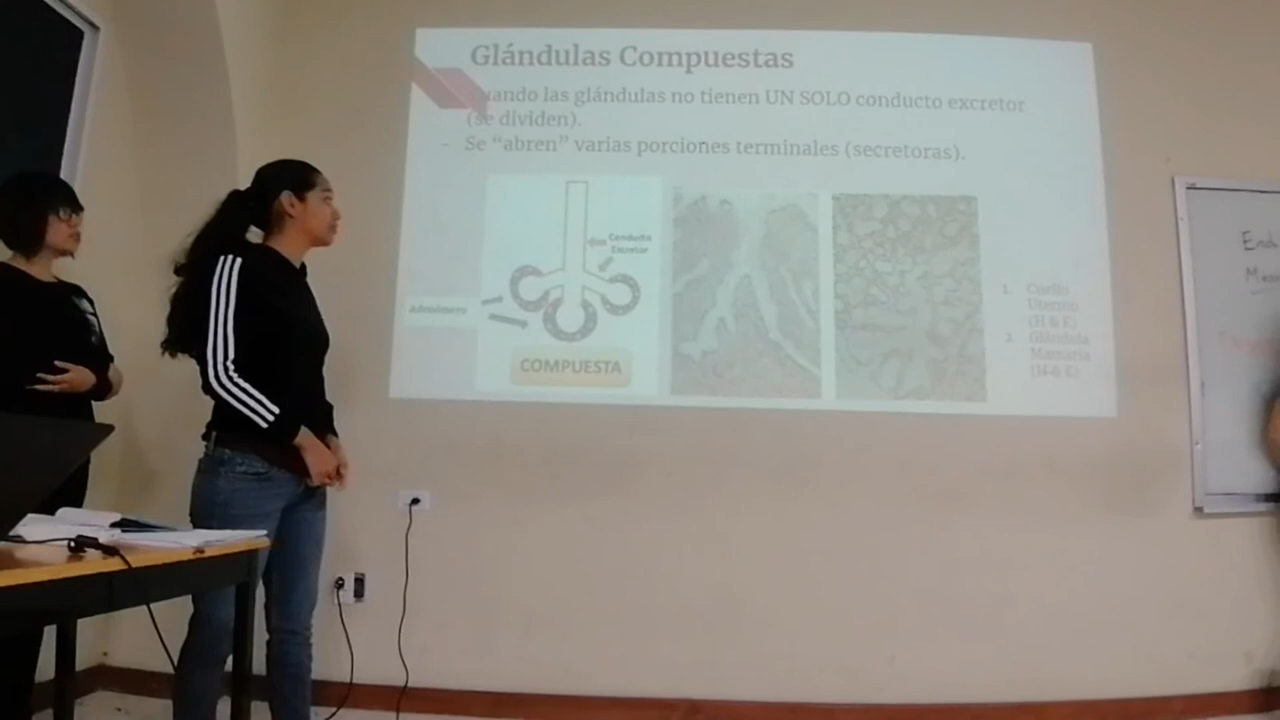 Glándulas Compuestas
uando las glándulas no tienen UN SOLO conducto excretor
(se dividen).
- Se “abren” varias porciones terminales (secretoras).
Conducto
Excretor
Adenómero
COMPUESTA
1. Cuello
Uterino
(H & E)
2. Glándula
Mamaria
(H & E)